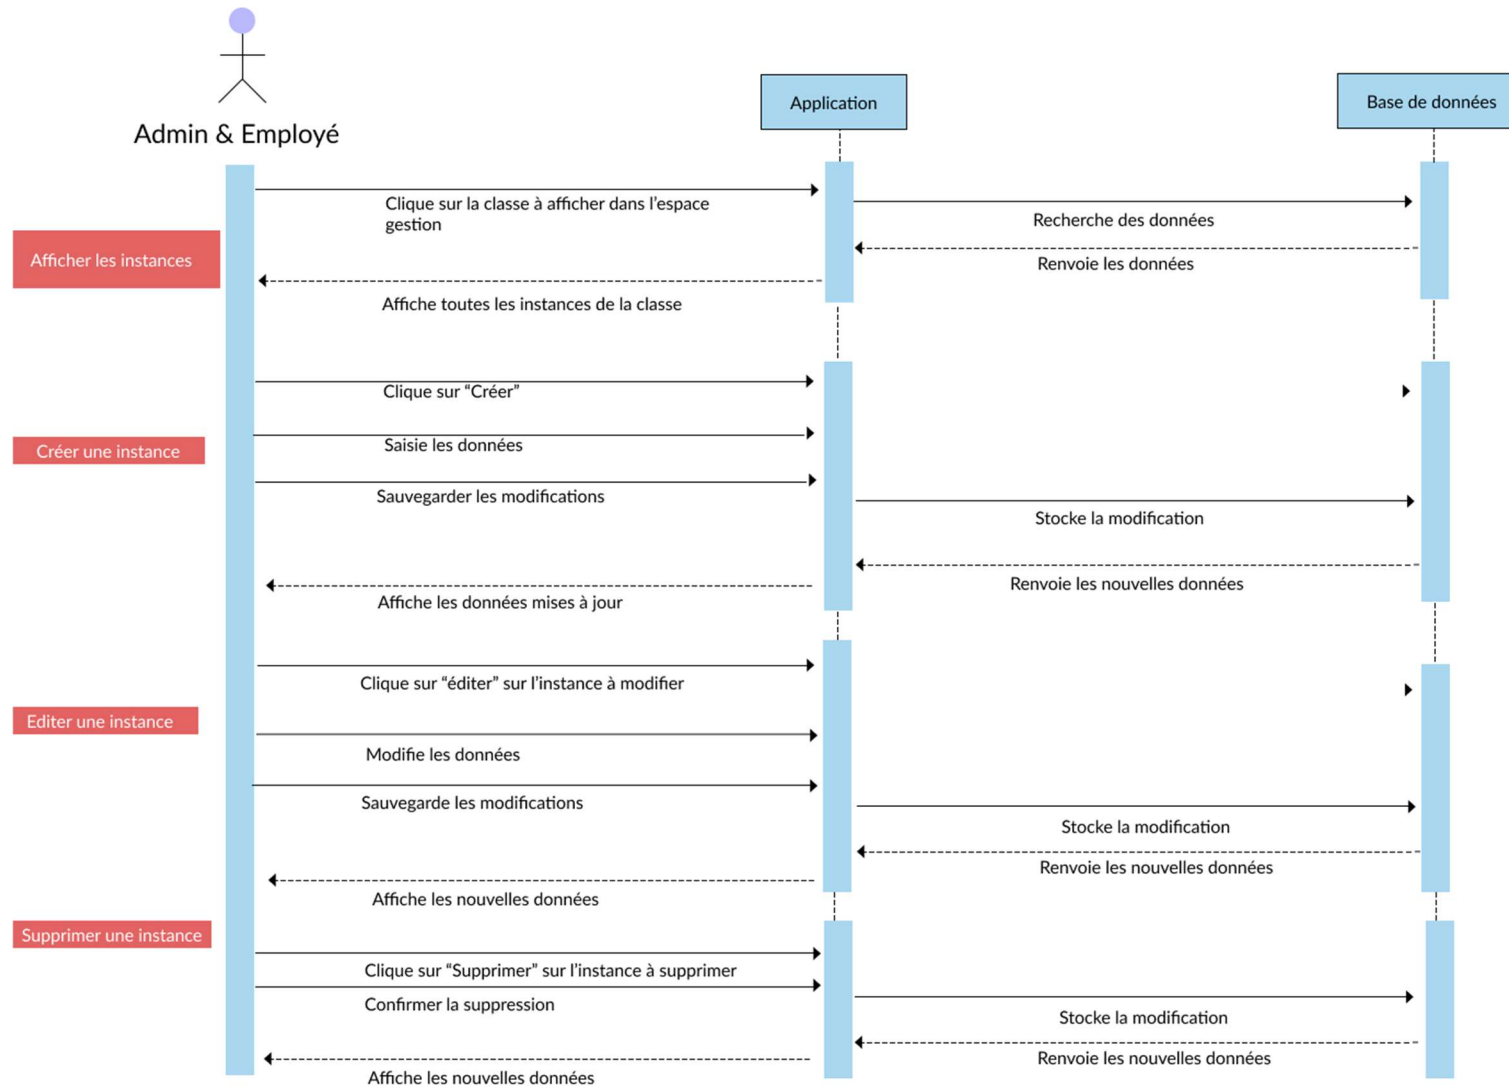 Admin & Employé
Application
Base de données
Clique sur la classe à afficher dans l'espace
gestion
Recherche des données
Afficher les instances
Renvoie les données
Affiche toutes les instances de la classe
Clique sur “Créer”
Créer une instance
Saisie les données
Sauvegarder les modifications
Stocke la modification
Renvoie les nouvelles données
Affiche les données mises à jour
Clique sur “éditer” sur l'instance à modifier
Editer une instance
Modifie les données
Sauvegarde les modifications
Stocke la modification
Renvoie les nouvelles données
Affiche les nouvelles données
Supprimer une instance
Clique sur “Supprimer” sur l'instance à supprimer
Confirmer la suppression
Stocke la modification
Renvoie les nouvelles données
Affiche les nouvelles données